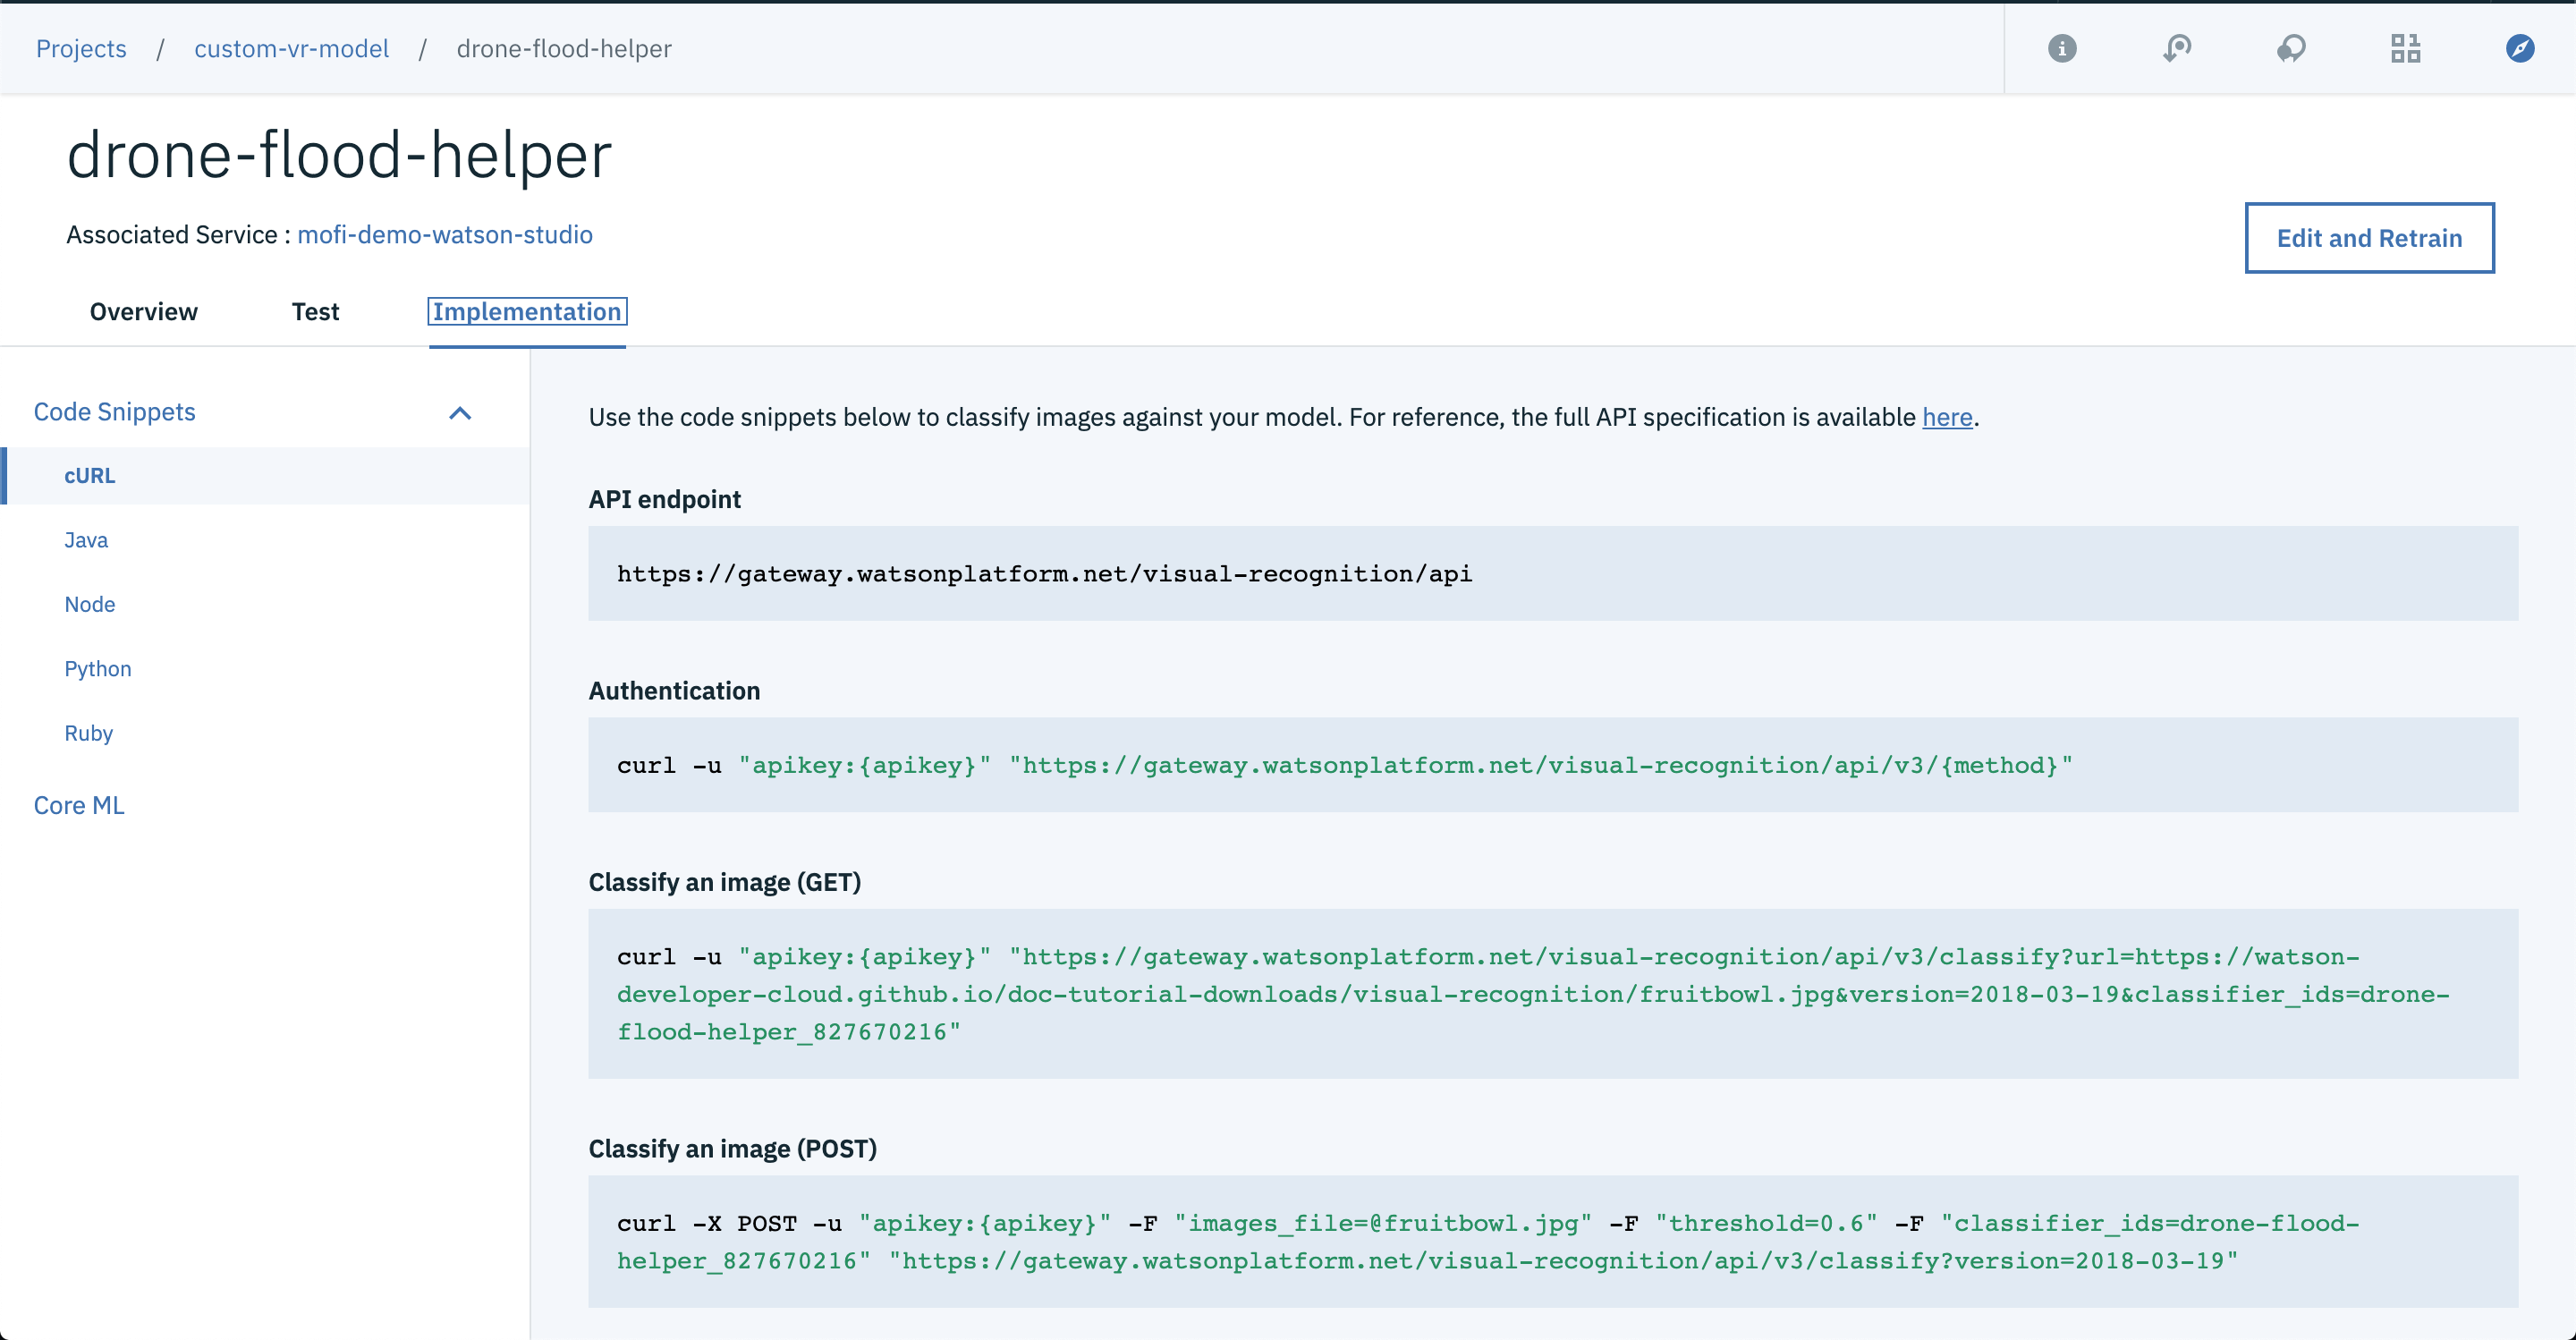 Projects / custom-vr-model / drone-flood-helper
drone-flood-helper
Associated Service : mofi-demo-watson-studio
Edit and Retrain
Overview Test Implementation
Code Snippets
cURL
Java
Node
Python
Ruby
Core ML
Use the code snippets below to classify images against your model. For reference, the full API specification is available here.
API endpoint
https://gateway.watsonplatform.net/visual-recognition/api
Authentication
curl -u "apikey:{apikey}" "https://gateway.watsonplatform.net/visual-recognition/api/v3/{method}"
Classify an image (GET)
curl -u "apikey:{apikey}" "https://gateway.watsonplatform.net/visual-recognition/api/v3/classify?url=https://watson-
developer-cloud.github.io/doc-tutorial-downloads/visual-recognition/fruitbowl.jpg&version=2018-03-19&classifier_ids=drone-
flood-helper_827670216"
Classify an image (POST)
curl -X POST -u "apikey:{apikey}" -F "images_file=@fruitbowl.jpg" -F "threshold=0.6" -F "classifier_ids=drone-flood-
helper_827670216" "https://gateway.watsonplatform.net/visual-recognition/api/v3/classify?version=2018-03-19"